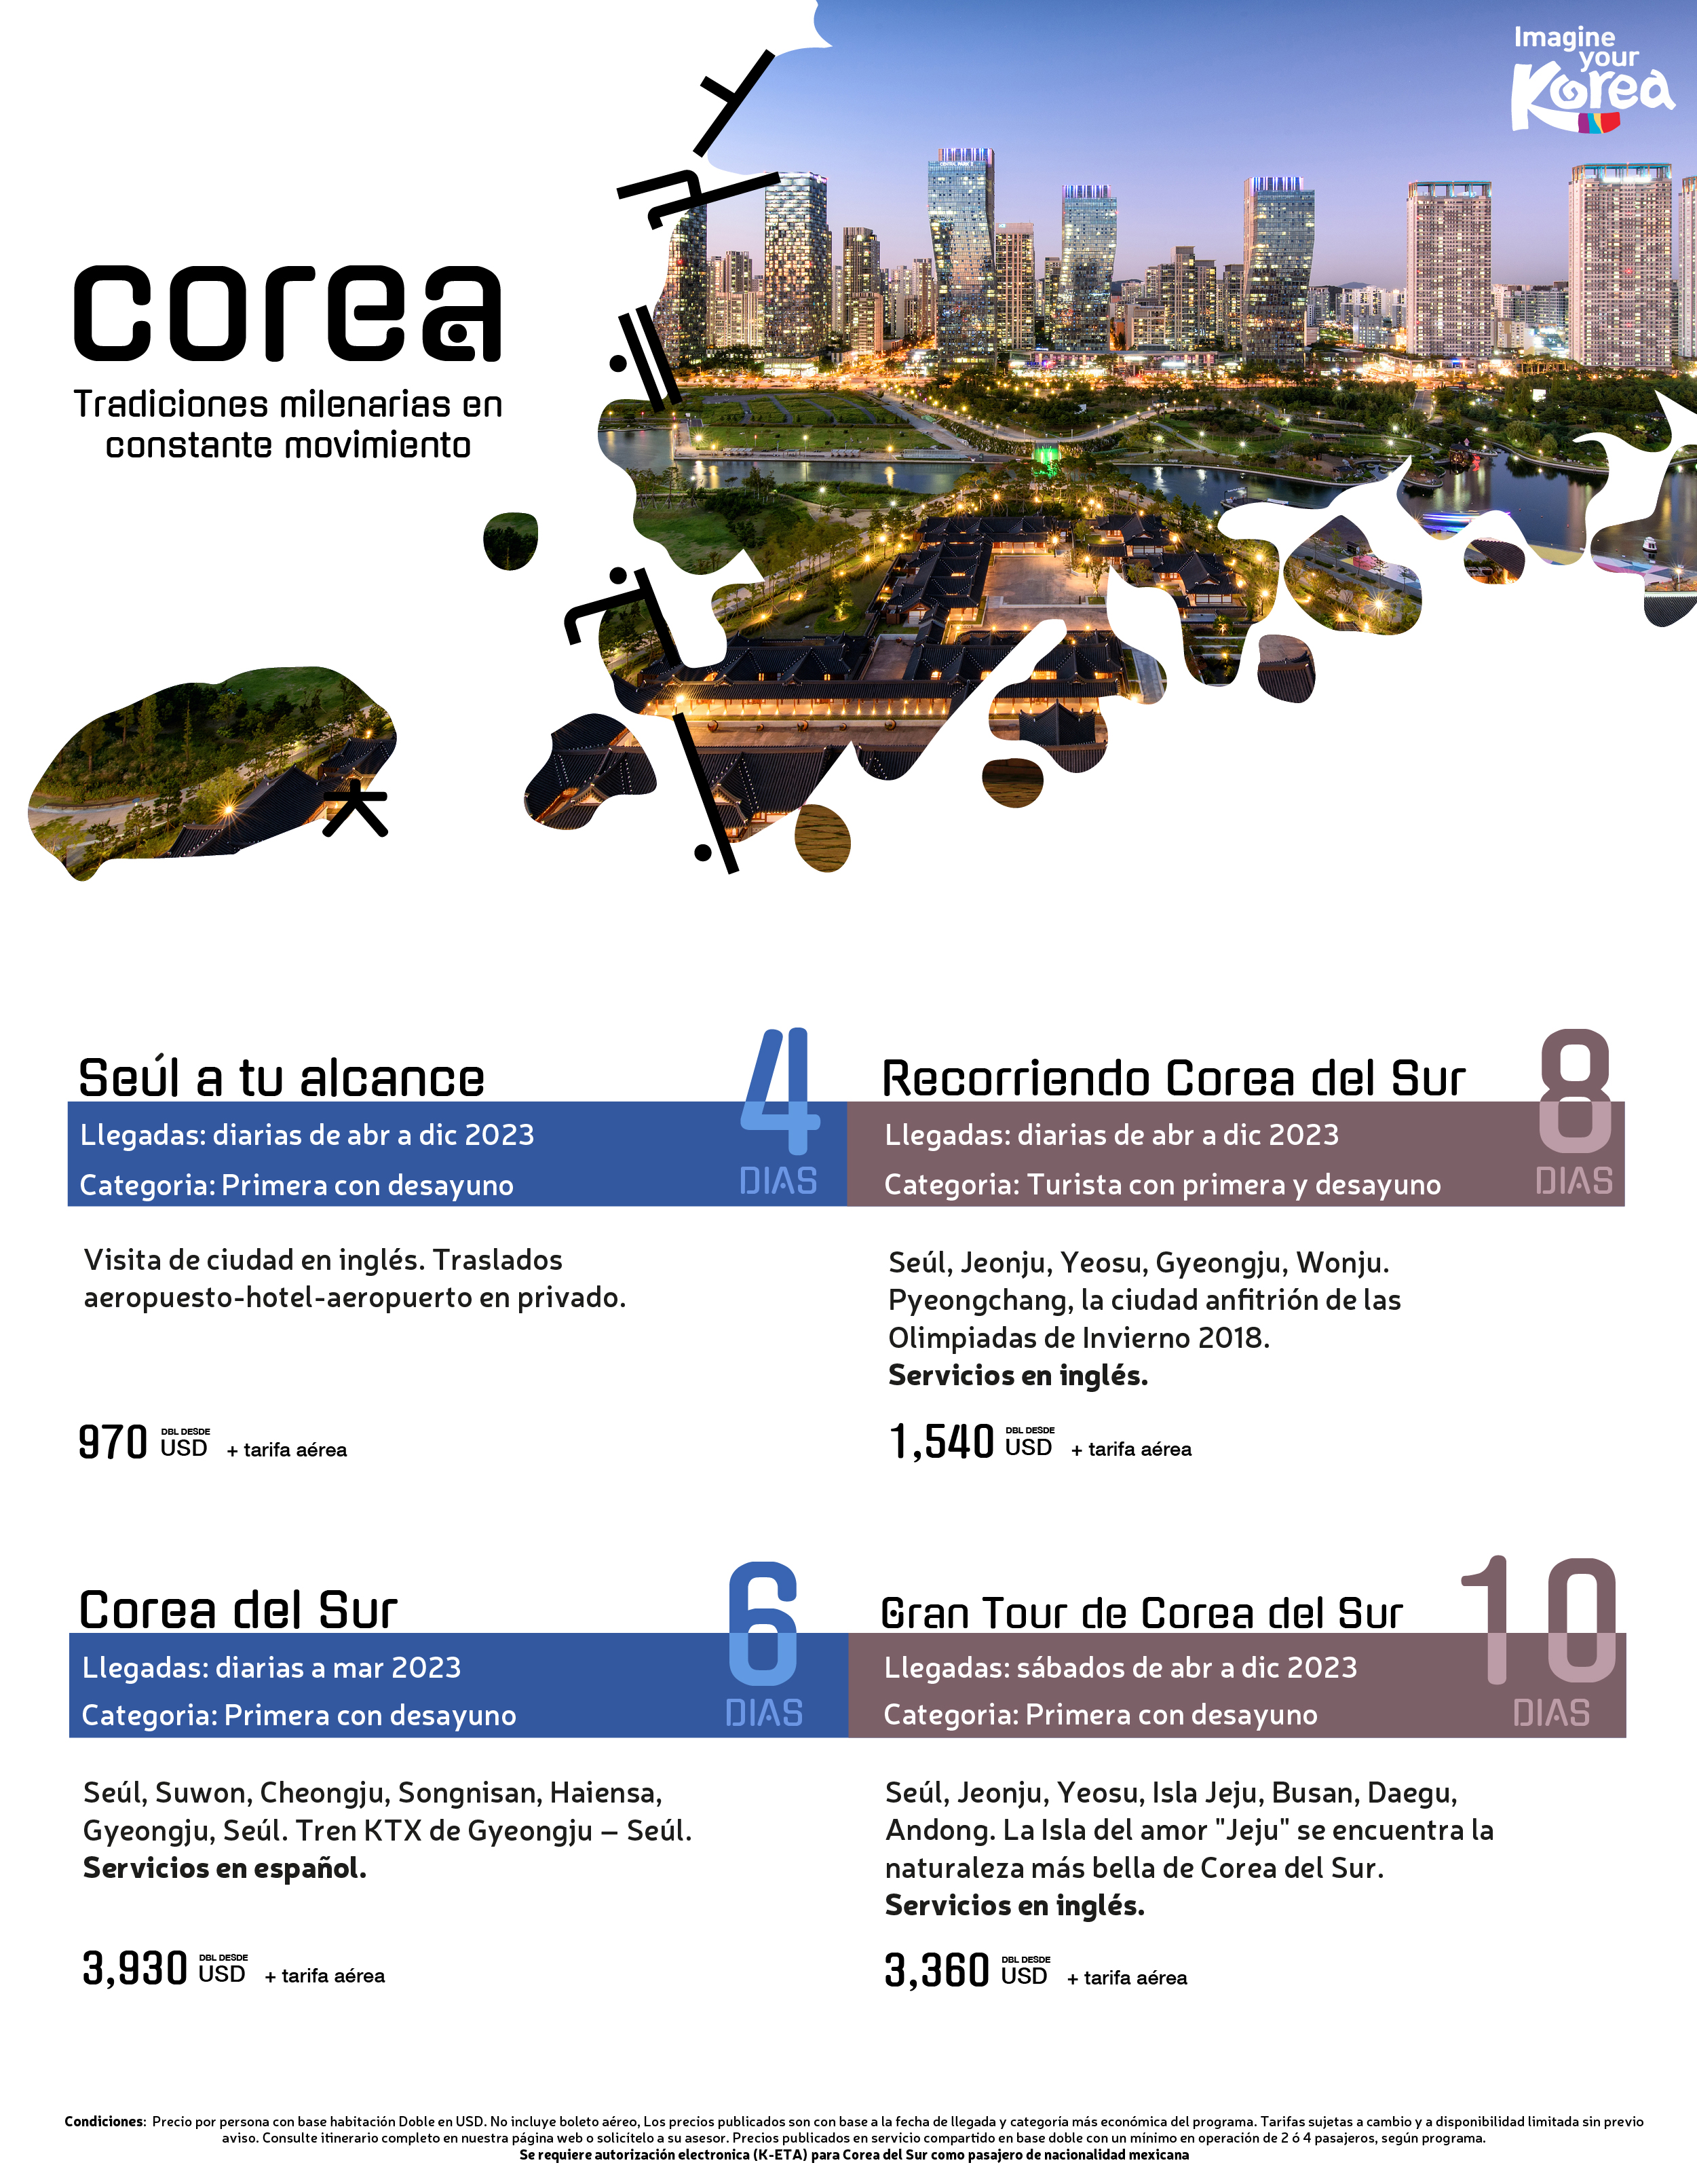 Imagine
your
Korea
corea
Tradiciones milenarias en
constante movimiento
Seúl a tu alcance
4
Llegadas: diarias de abr a dic 2023
Categoria: Primera con desayuno
DIAS
Visita de ciudad en inglés. Traslados
aeropuesto-hotel-aeropuerto en privado.
970 DBL DESDE USD + tarifa aérea
Recorriendo Corea del Sur
8
Llegadas: diarias de abr a dic 2023
Categoria: Turista con primera y desayuno
DIAS
Seúl, Jeonju, Yeosu, Gyeongju, Wonju.
Pyeongchang, la ciudad anfitrión de las
Olimpiadas de Invierno 2018.
Servicios en inglés.
1,540 DBL DESDE USD + tarifa aérea
Corea del Sur
6
Llegadas: diarias a mar 2023
Categoria: Primera con desayuno
DIAS
Seúl, Suwon, Cheongju, Songnisan, Haiensa,
Gyeongju, Seúl. Tren KTX de Gyeongju – Seúl.
Servicios en español.
3,930 DBL DESDE USD + tarifa aérea
Gran Tour de Corea del Sur
10
Llegadas: sábados de abr a dic 2023
Categoria: Primera con desayuno
DIAS
Seúl, Jeonju, Yeosu, Isla Jeju, Busan, Daegu,
Andong. La Isla del amor "Jeju" se encuentra la
naturaleza más bella de Corea del Sur.
Servicios en inglés.
3,360 DBL DESDE USD + tarifa aérea
Condiciones: Precio por persona con base habitación Doble en USD. No incluye boleto aéreo, Los precios publicados son con base a la fecha de llegada y categoría más económica del programa. Tarifas sujetas a cambio y a disponibilidad limitada sin previo
aviso. Consulte itinerario completo en nuestra página web o solicítelo a su asesor. Precios publicados en servicio compartido en base doble con un mínimo en operación de 2 ó 4 pasajeros, según programa.
Se requiere autorización electronica (K-ETA) para Corea del Sur como pasajero de nacionalidad mexicana